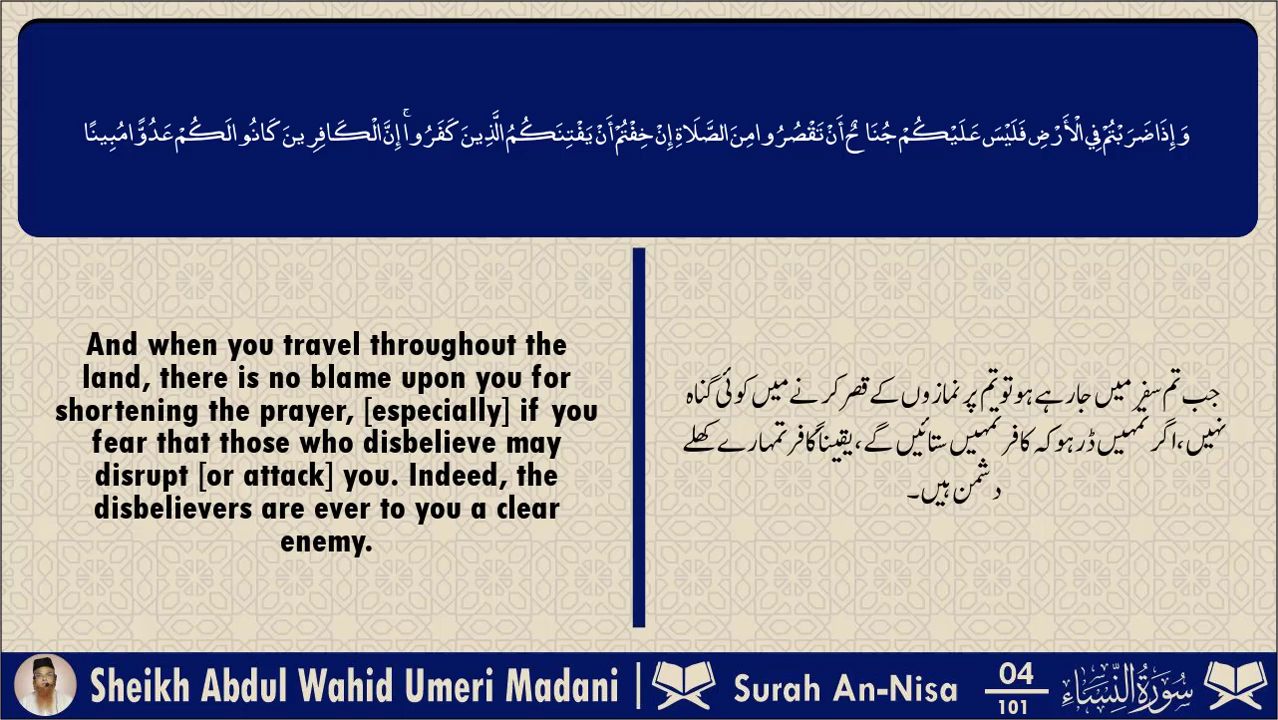 وَإِذَا ضَرَبْتُمْ فِي الْأَرْضِ فَلَيْسَ عَلَيْكُمْ جُنَاحٌ أَنْ تَقْصُرُوا مِنَ الصَّلَاةِ إِنْ خِفْتُمْ أَنْ يَفْتِنَكُمُ الَّذِينَ كَفَرُوا ۚ إِنَّ الْكَافِرِينَ كَانُوا لَكُمْ عَدُوًّا مُبِينًا
And when you travel throughout the
land, there is no blame upon you for
shortening the prayer, [especially] if you
fear that those who disbelieve may
disrupt [or attack] you. Indeed, the
disbelievers are ever to you a clear
enemy.
جب تم سفر میں جا رہے ہو تو تم پر نمازوں کے قصر کرنے میں کوئی گناہ
نہیں، اگر تمہیں ڈر ہو کہ کافر تمہیں ستائیں گے، یقیناً کافر تمہارے کھلے
دشمن ہیں۔
Sheikh Abdul Wahid Umeri Madani |
Surah An-Nisa
04
101
سُورَةُ النِّسَاء